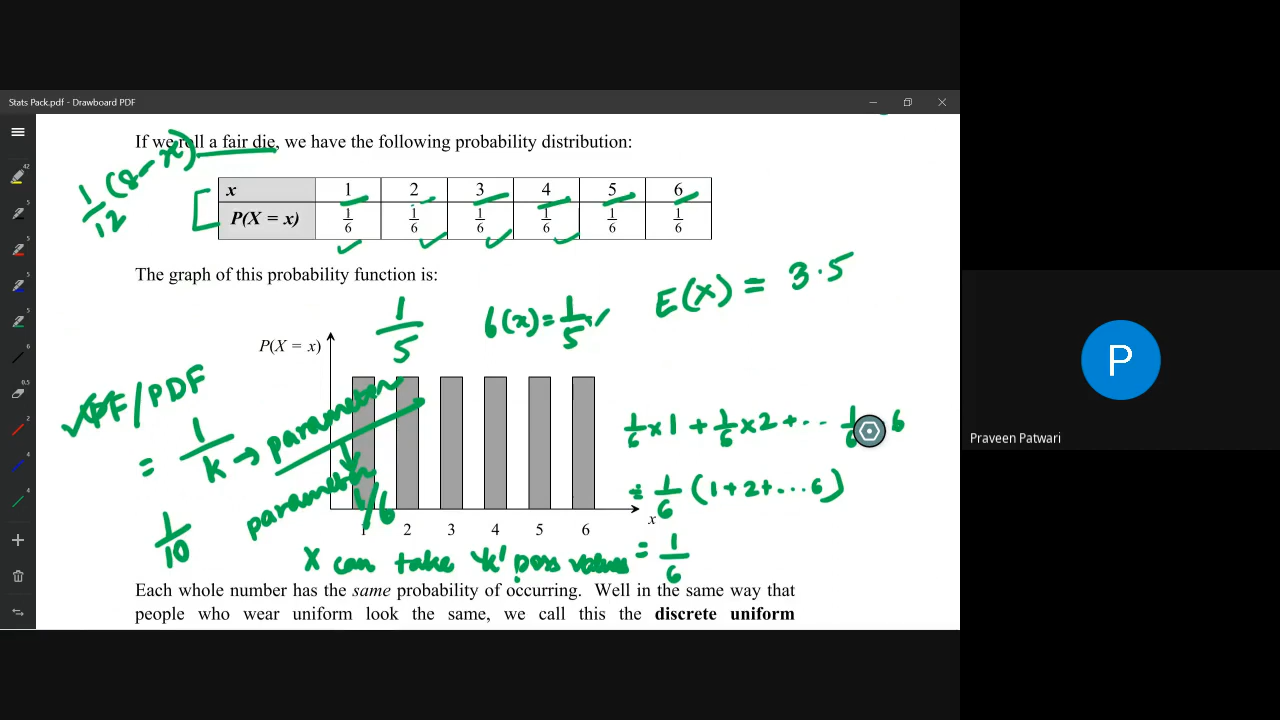 Stats Pack.pdf - Drawboard PDF
If we roll a fair die, we have the following probability distribution:
1/12 (8-x)
x 1 2 3 4 5 6
P(X = x) 1/6 1/6 1/6 1/6 1/6 1/6
The graph of this probability function is:
E(X) = 3.5
1/5
P(X = x)
PF/PDF
= 1/k → parameter
parameter
1/6
1/10
1/6 x 1 + 1/6 x 2 + ... 1/6 6
= 1/6 (1+2+...6)
= 1/6
x
1 2 3 4 5 6
X can take 'k' poss values
Each whole number has the same probability of occurring. Well in the same way that
people who wear uniform look the same, we call this the discrete uniform
P
Praveen Patwari